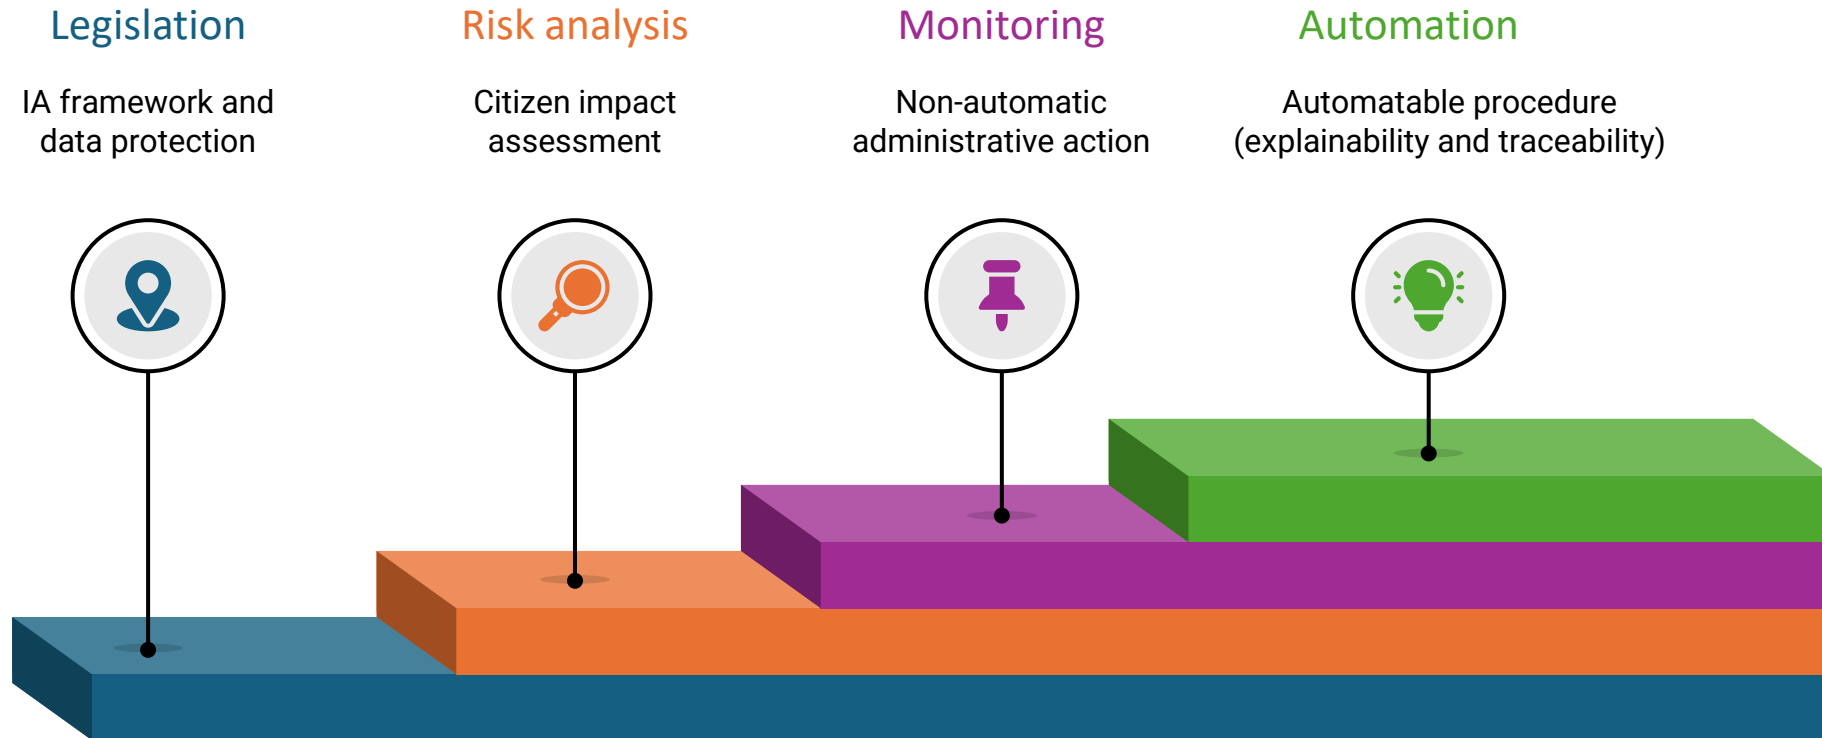 Legislation
IA framework and
data protection
Risk analysis
Citizen impact
assessment
Monitoring
Non-automatic
administrative action
Automation
Automatable procedure
(explainability and traceability)